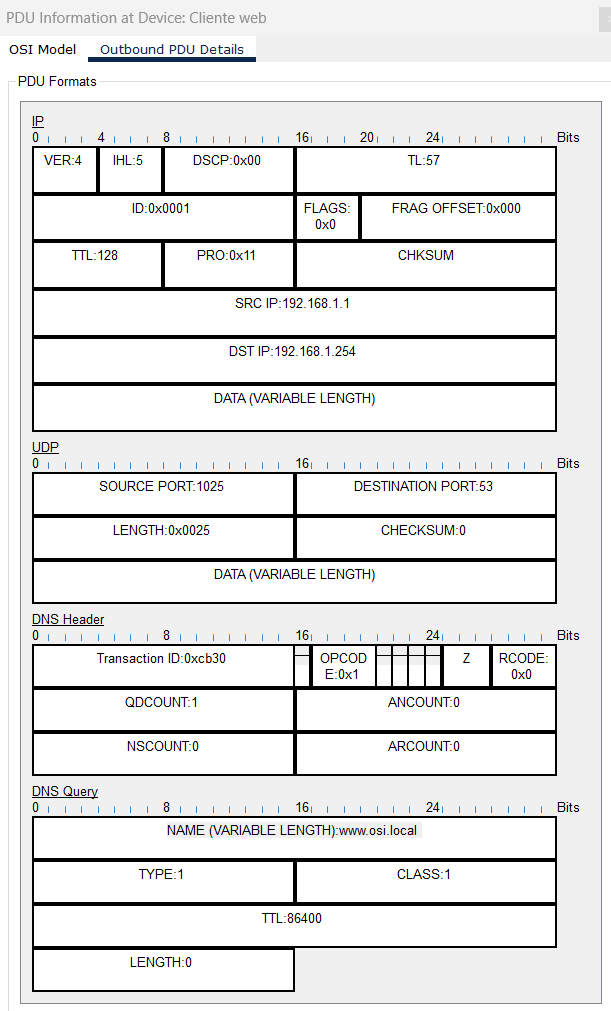 PDU Information at Device: Cliente web
OSI Model Outbound PDU Details
PDU Formats
IP
0 4 8 16 20 24 Bits
VER:4 IHL:5 DSCP:0x00 TL:57
ID:0x0001 FLAGS: 0x0 FRAG OFFSET:0x000
TTL:128 PRO:0x11 CHKSUM
SRC IP:192.168.1.1
DST IP:192.168.1.254
DATA (VARIABLE LENGTH)
UDP
0 16 Bits
SOURCE PORT:1025 DESTINATION PORT:53
LENGTH:0x0025 CHECKSUM:0
DATA (VARIABLE LENGTH)
DNS Header
0 8 16 24 Bits
Transaction ID:0xcb30 OPCOD E:0x1 Z RCODE: 0x0
QDCOUNT:1 ANCOUNT:0
NSCOUNT:0 ARCOUNT:0
DNS Query
0 8 16 24 Bits
NAME (VARIABLE LENGTH):www.osi.local
TYPE:1 CLASS:1
TTL:86400
LENGTH:0